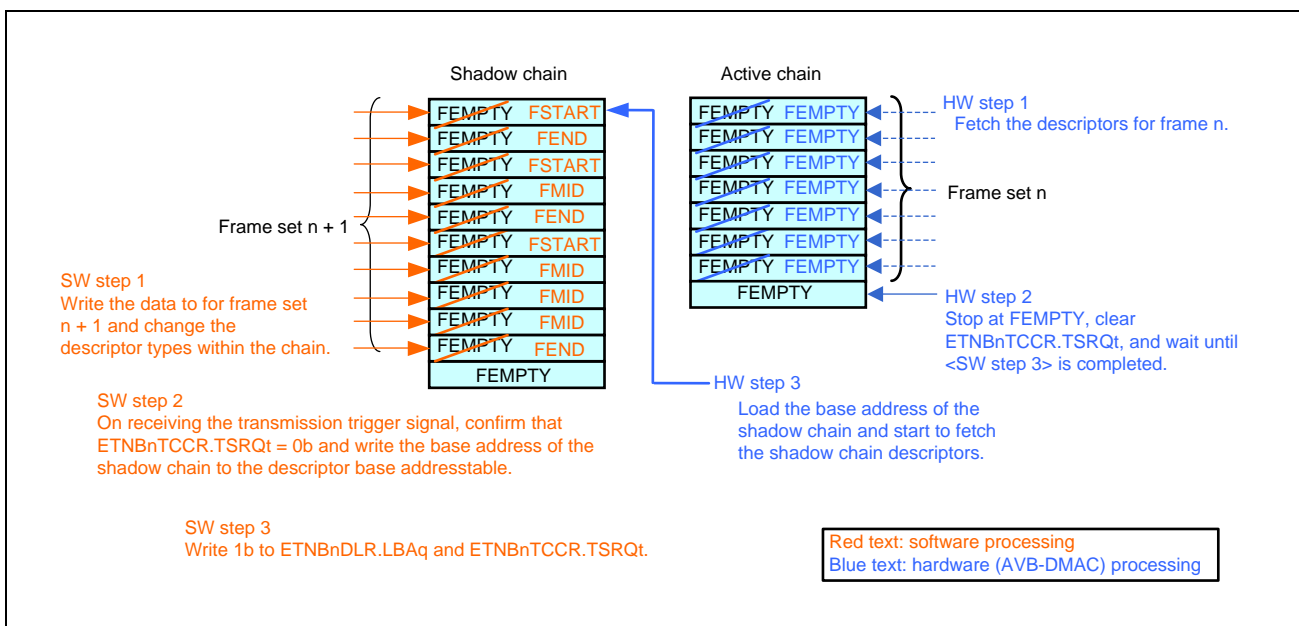 Shadow chain
Active chain
FEMPTY FSTART
FEMPTY FEND
FEMPTY FSTART
FEMPTY FMID
FEMPTY FEND
FEMPTY FSTART
FEMPTY FMID
FEMPTY FMID
FEMPTY FMID
FEMPTY FEND
FEMPTY
Frame set n + 1
FEMPTY FEMPTY
FEMPTY FEMPTY
FEMPTY FEMPTY
FEMPTY FEMPTY
FEMPTY FEMPTY
FEMPTY FEMPTY
FEMPTY FEMPTY
FEMPTY
HW step 1
Fetch the descriptors for frame n.
Frame set n
SW step 1
Write the data to for frame set
n + 1 and change the
descriptor types within the chain.
HW step 2
Stop at FEMPTY, clear
ETNBnTCCR.TSRQt, and wait until
<SW step 3> is completed.
SW step 2
On receiving the transmission trigger signal, confirm that
ETNBnTCCR.TSRQt = 0b and write the base address of the
shadow chain to the descriptor base addresstable.
HW step 3
Load the base address of the
shadow chain and start to fetch
the shadow chain descriptors.
SW step 3
Write 1b to ETNBnDLR.LBAq and ETNBnTCCR.TSRQt.
Red text: software processing
Blue text: hardware (AVB-DMAC) processing